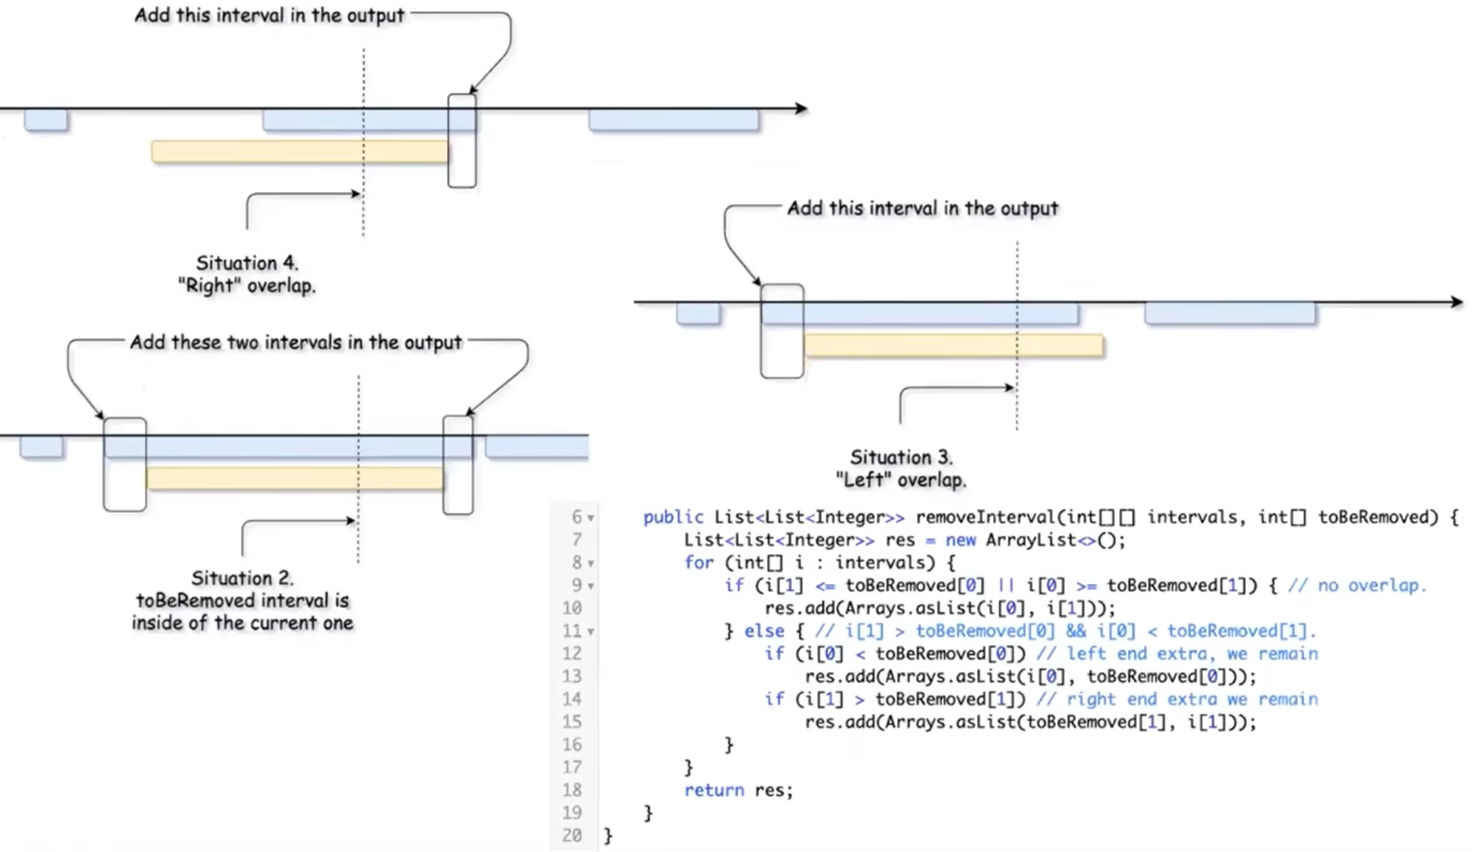 Add this interval in the output
Situation 4.
"Right" overlap.
Add this interval in the output
Situation 3.
"Left" overlap.
Add these two intervals in the output
Situation 2.
toBeRemoved interval is
inside of the current one
6 public List<List<Integer>> removeInterval(int[][] intervals, int[] toBeRemoved) {
7 List<List<Integer>> res = new ArrayList<>();
8 for (int[] i : intervals) {
9 if (i[1] <= toBeRemoved[0] || i[0] >= toBeRemoved[1]) { // no overlap.
10 res.add(Arrays.asList(i[0], i[1]));
11 } else { // i[1] > toBeRemoved[0] && i[0] < toBeRemoved[1].
12 if (i[0] < toBeRemoved[0]) // left end extra, we remain
13 res.add(Arrays.asList(i[0], toBeRemoved[0]));
14 if (i[1] > toBeRemoved[1]) // right end extra we remain
15 res.add(Arrays.asList(toBeRemoved[1], i[1]));
16 }
17 }
18 return res;
19 }
20 }